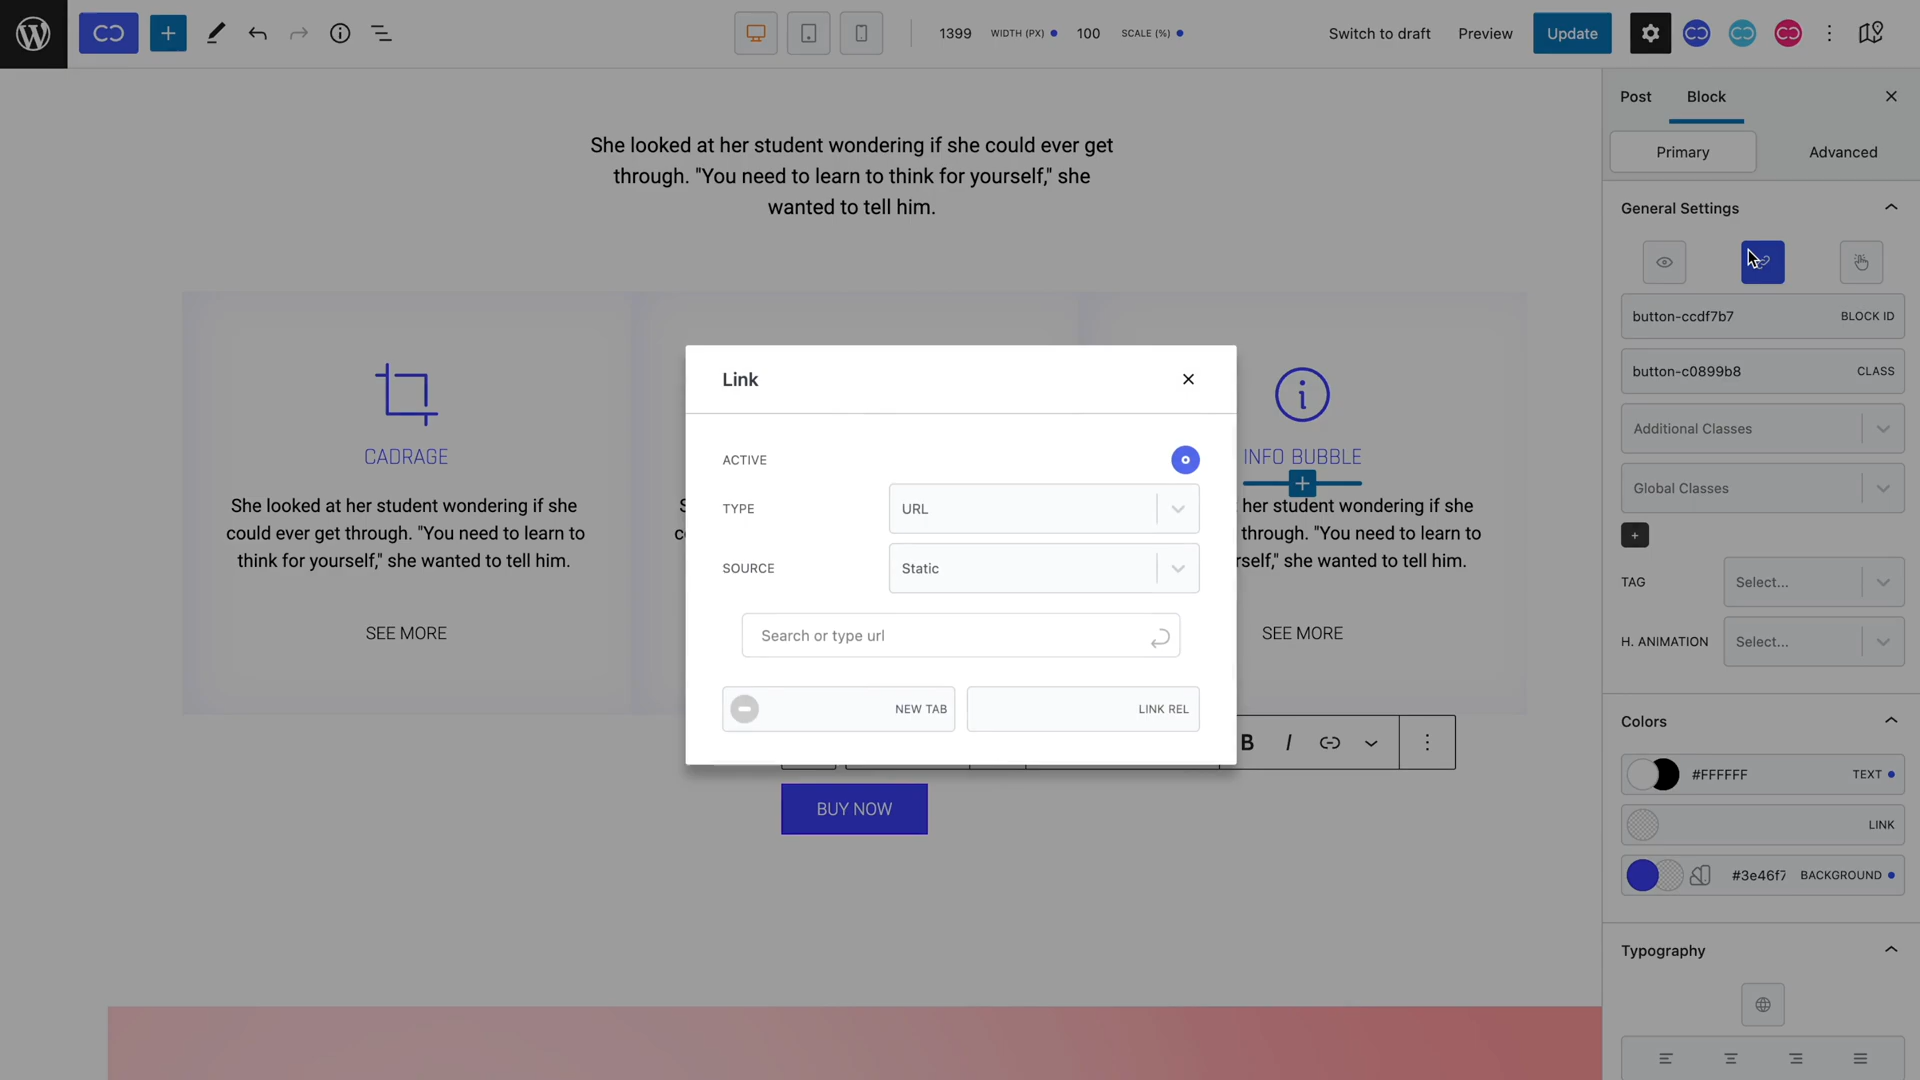 1399 WIDTH (PX) 100 SCALE (%) Switch to draft Preview Update
Post Block
Primary Advanced
General Settings
button-ccdf7b7 BLOCK ID
button-c0899b8 CLASS
Additional Classes
Global Classes
+
TAG Select...
H. ANIMATION Select...
Colors
#FFFFFF TEXT
LINK
#3e46f7 BACKGROUND
Typography
She looked at her student wondering if she could ever get
through. "You need to learn to think for yourself," she
wanted to tell him.
CADRAGE
She looked at her student wondering if she
could ever get through. "You need to learn to
think for yourself," she wanted to tell him.
SEE MORE
INFO BUBBLE
her student wondering if she
through. "You need to learn to
rself," she wanted to tell him.
SEE MORE
B I
BUY NOW
Link
ACTIVE
TYPE URL
SOURCE Static
Search or type url
NEW TAB LINK REL